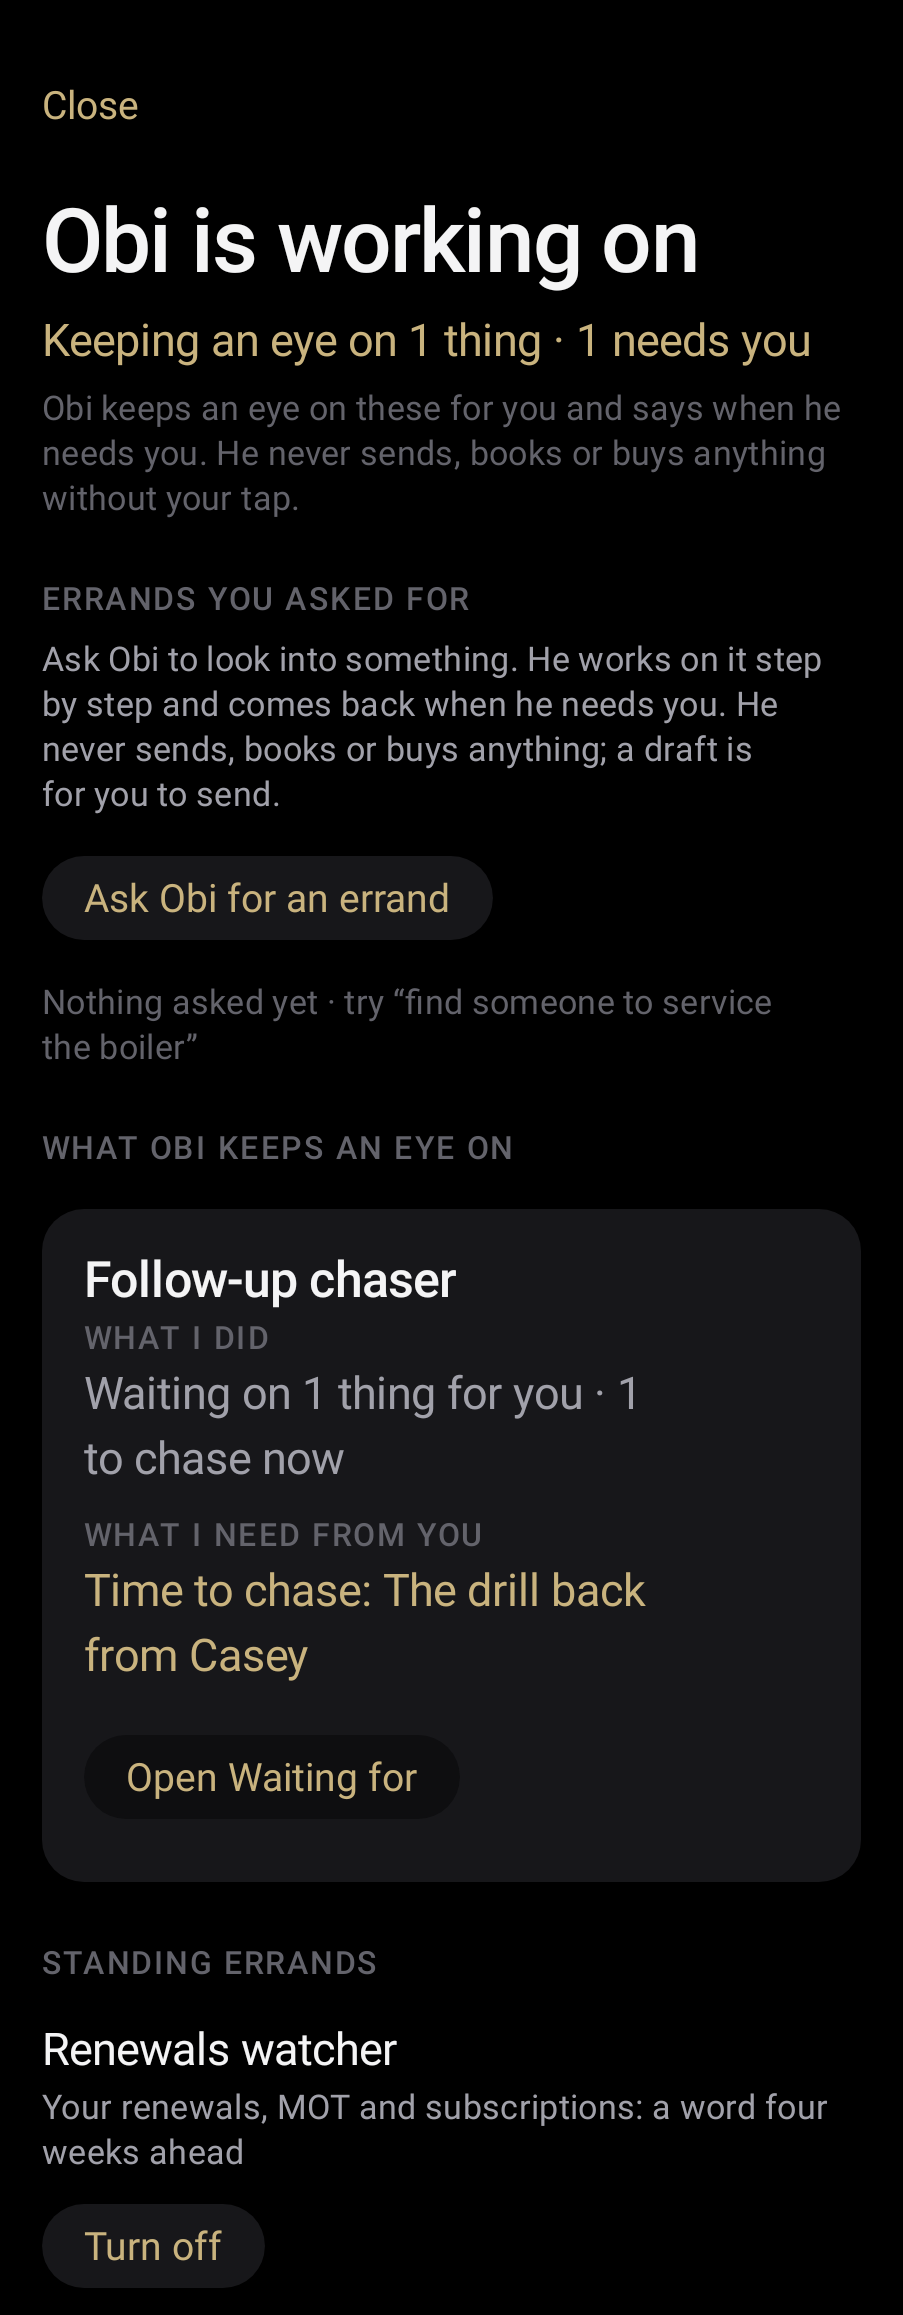 Close
Obi is working on
Keeping an eye on 1 thing · 1 needs you
Obi keeps an eye on these for you and says when he
needs you. He never sends, books or buys anything
without your tap.
ERRANDS YOU ASKED FOR
Ask Obi to look into something. He works on it step
by step and comes back when he needs you. He
never sends, books or buys anything; a draft is
for you to send.
Ask Obi for an errand
Nothing asked yet · try “find someone to service
the boiler”
WHAT OBI KEEPS AN EYE ON
Follow-up chaser
WHAT I DID
Waiting on 1 thing for you · 1
to chase now
WHAT I NEED FROM YOU
Time to chase: The drill back
from Casey
Open Waiting for
STANDING ERRANDS
Renewals watcher
Your renewals, MOT and subscriptions: a word four
weeks ahead
Turn off